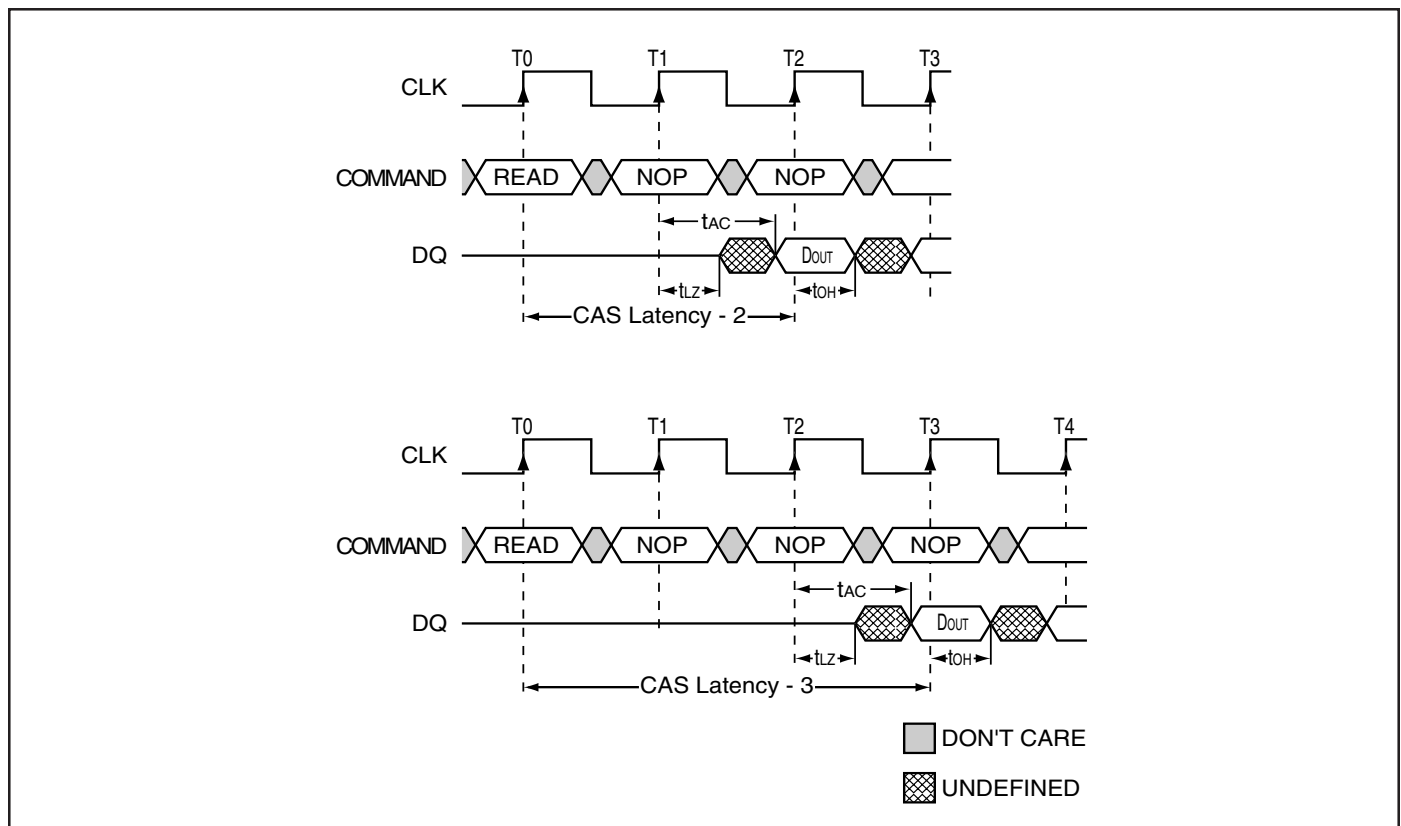 T0 T1 T2 T3
CLK
COMMAND READ NOP NOP
tAC
DQ DOUT
tLZ tOH
CAS Latency - 2
T0 T1 T2 T3 T4
CLK
COMMAND READ NOP NOP NOP
tAC
DQ DOUT
tLZ tOH
CAS Latency - 3
DON'T CARE
UNDEFINED